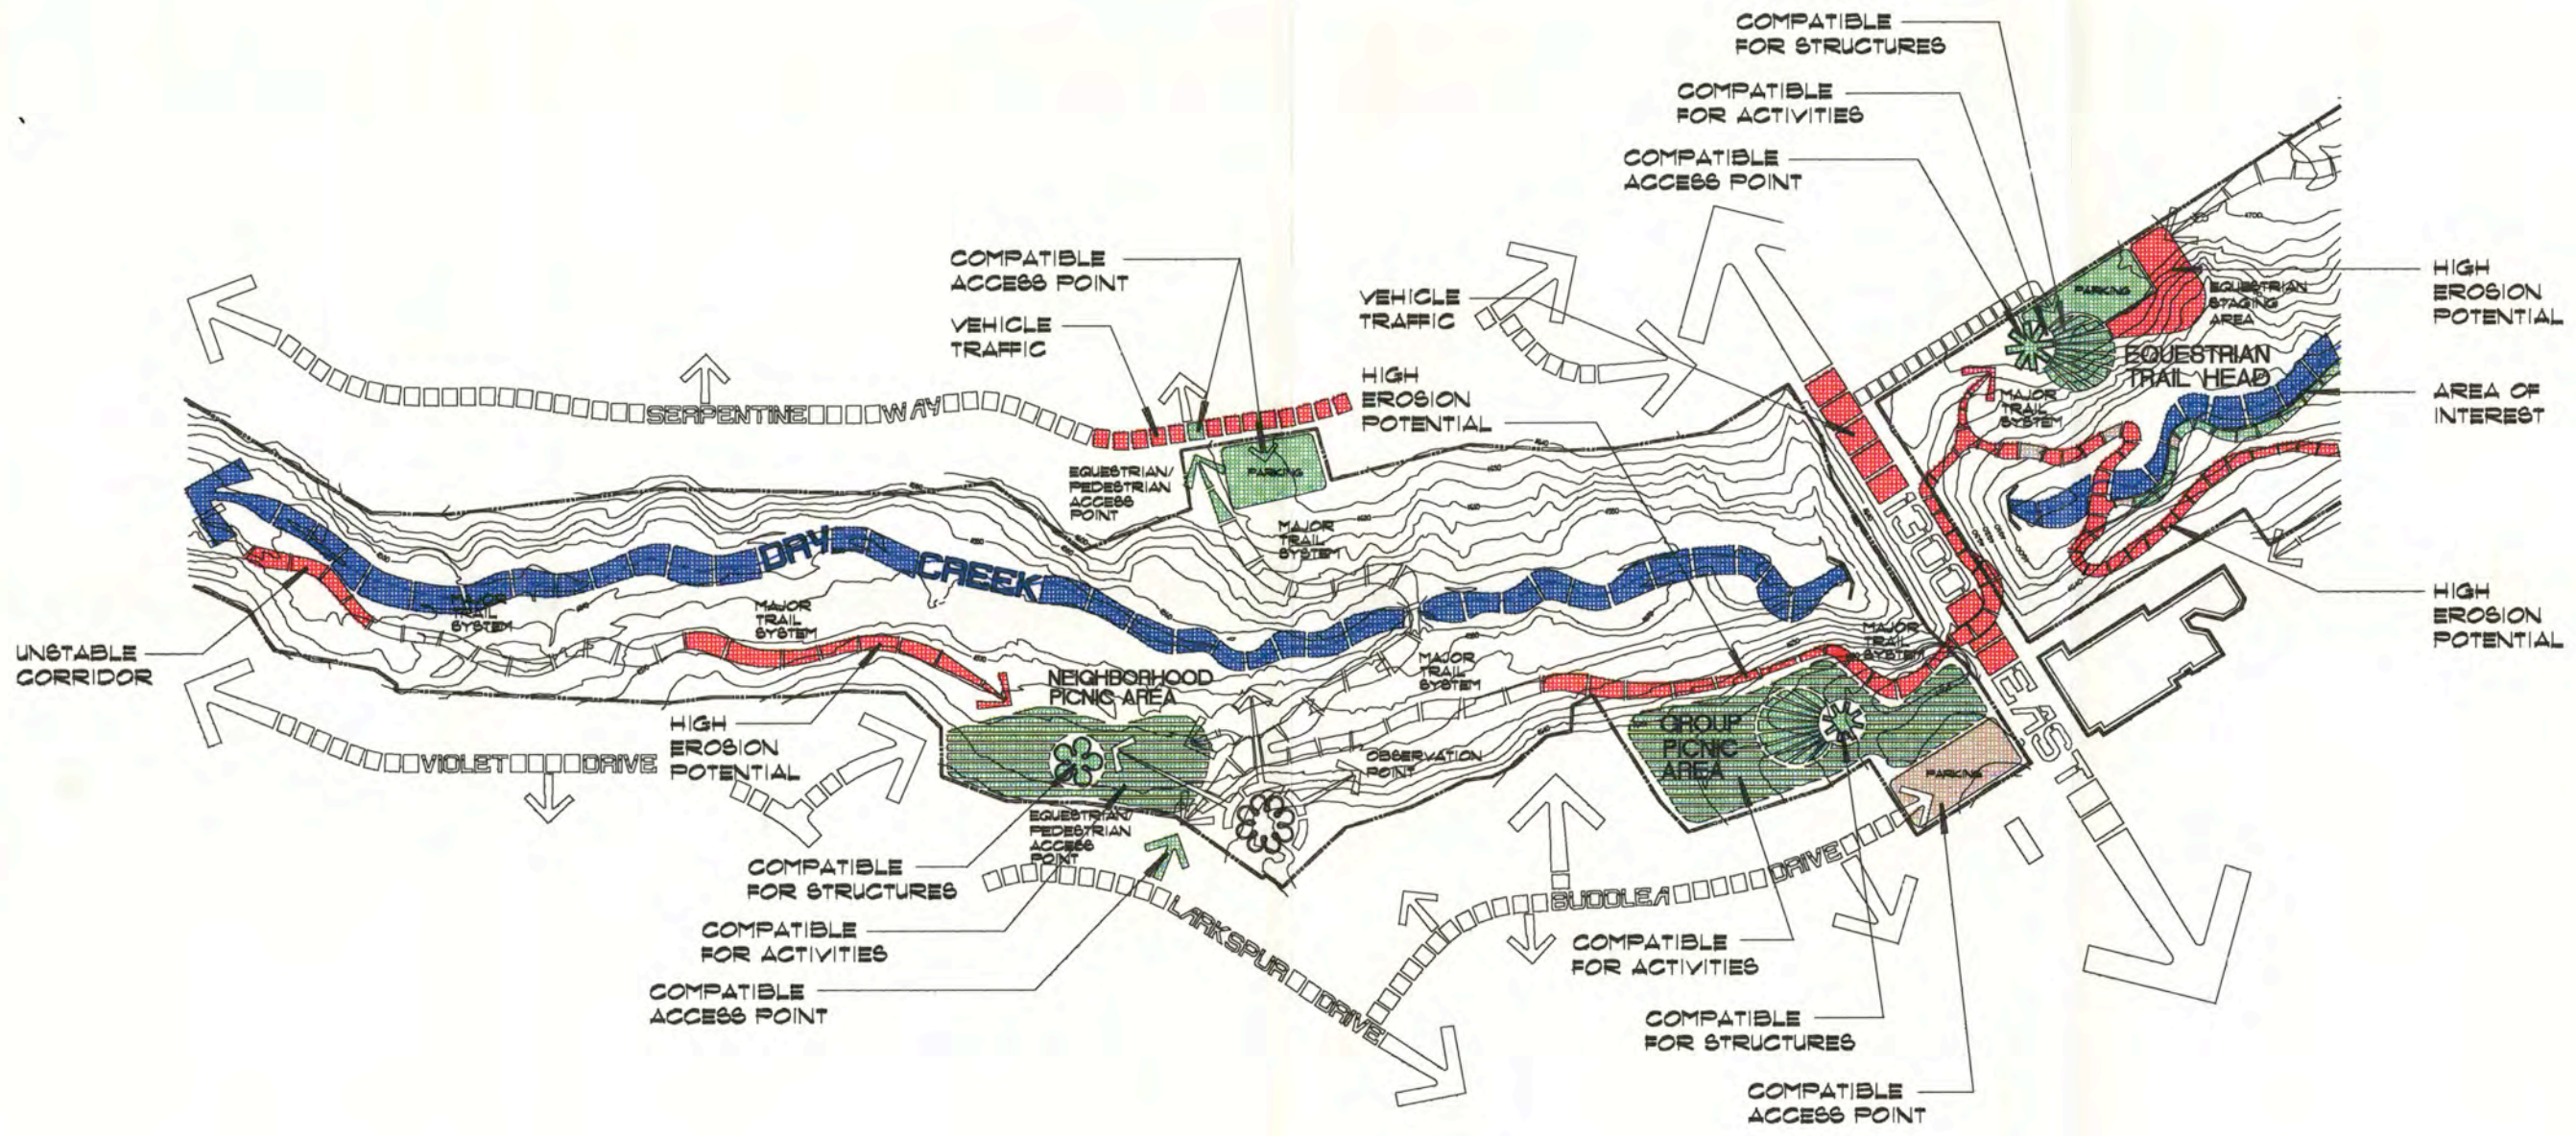 COMPATIBLE
FOR STRUCTURES
COMPATIBLE
FOR ACTIVITIES
COMPATIBLE
ACCESS POINT
COMPATIBLE
ACCESS POINT
VEHICLE
TRAFFIC
VEHICLE
TRAFFIC
HIGH
EROSION
POTENTIAL
HIGH
EROSION
POTENTIAL
PARKING
EQUESTRIAN
STAGING
AREA
EQUESTRIAN
TRAIL HEAD
AREA OF
INTEREST
MAJOR
TRAIL
SYSTEM
SERPENTINE WAY
EQUESTRIAN/
PEDESTRIAN
ACCESS
POINT
PARKING
MAJOR
TRAIL
SYSTEM
DRY CREEK
1300 EAST
HIGH
EROSION
POTENTIAL
UNSTABLE
CORRIDOR
MAJOR
TRAIL
SYSTEM
MAJOR
TRAIL
SYSTEM
NEIGHBORHOOD
PICNIC AREA
MAJOR
TRAIL
SYSTEM
MAJOR
TRAIL
SYSTEM
HIGH
EROSION
POTENTIAL
VIOLET DRIVE
OBSERVATION
POINT
GROUP
PICNIC
AREA
PARKING
EQUESTRIAN/
PEDESTRIAN
ACCESS
POINT
COMPATIBLE
FOR STRUCTURES
COMPATIBLE
FOR ACTIVITIES
COMPATIBLE
ACCESS POINT
LARKSPUR DRIVE
BUDDLEA DRIVE
COMPATIBLE
FOR ACTIVITIES
COMPATIBLE
FOR STRUCTURES
COMPATIBLE
ACCESS POINT
4700